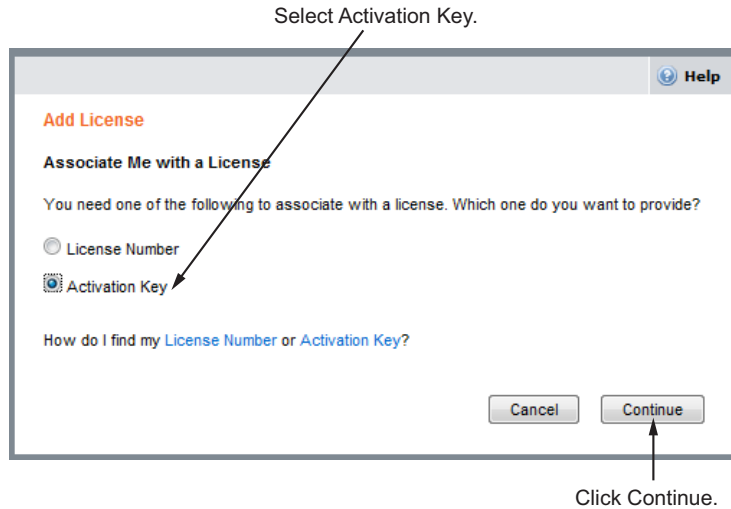 Select Activation Key.
Help
Add License
Associate Me with a License
You need one of the following to associate with a license. Which one do you want to provide?
License Number
Activation Key
How do I find my License Number or Activation Key?
Cancel Continue
Click Continue.